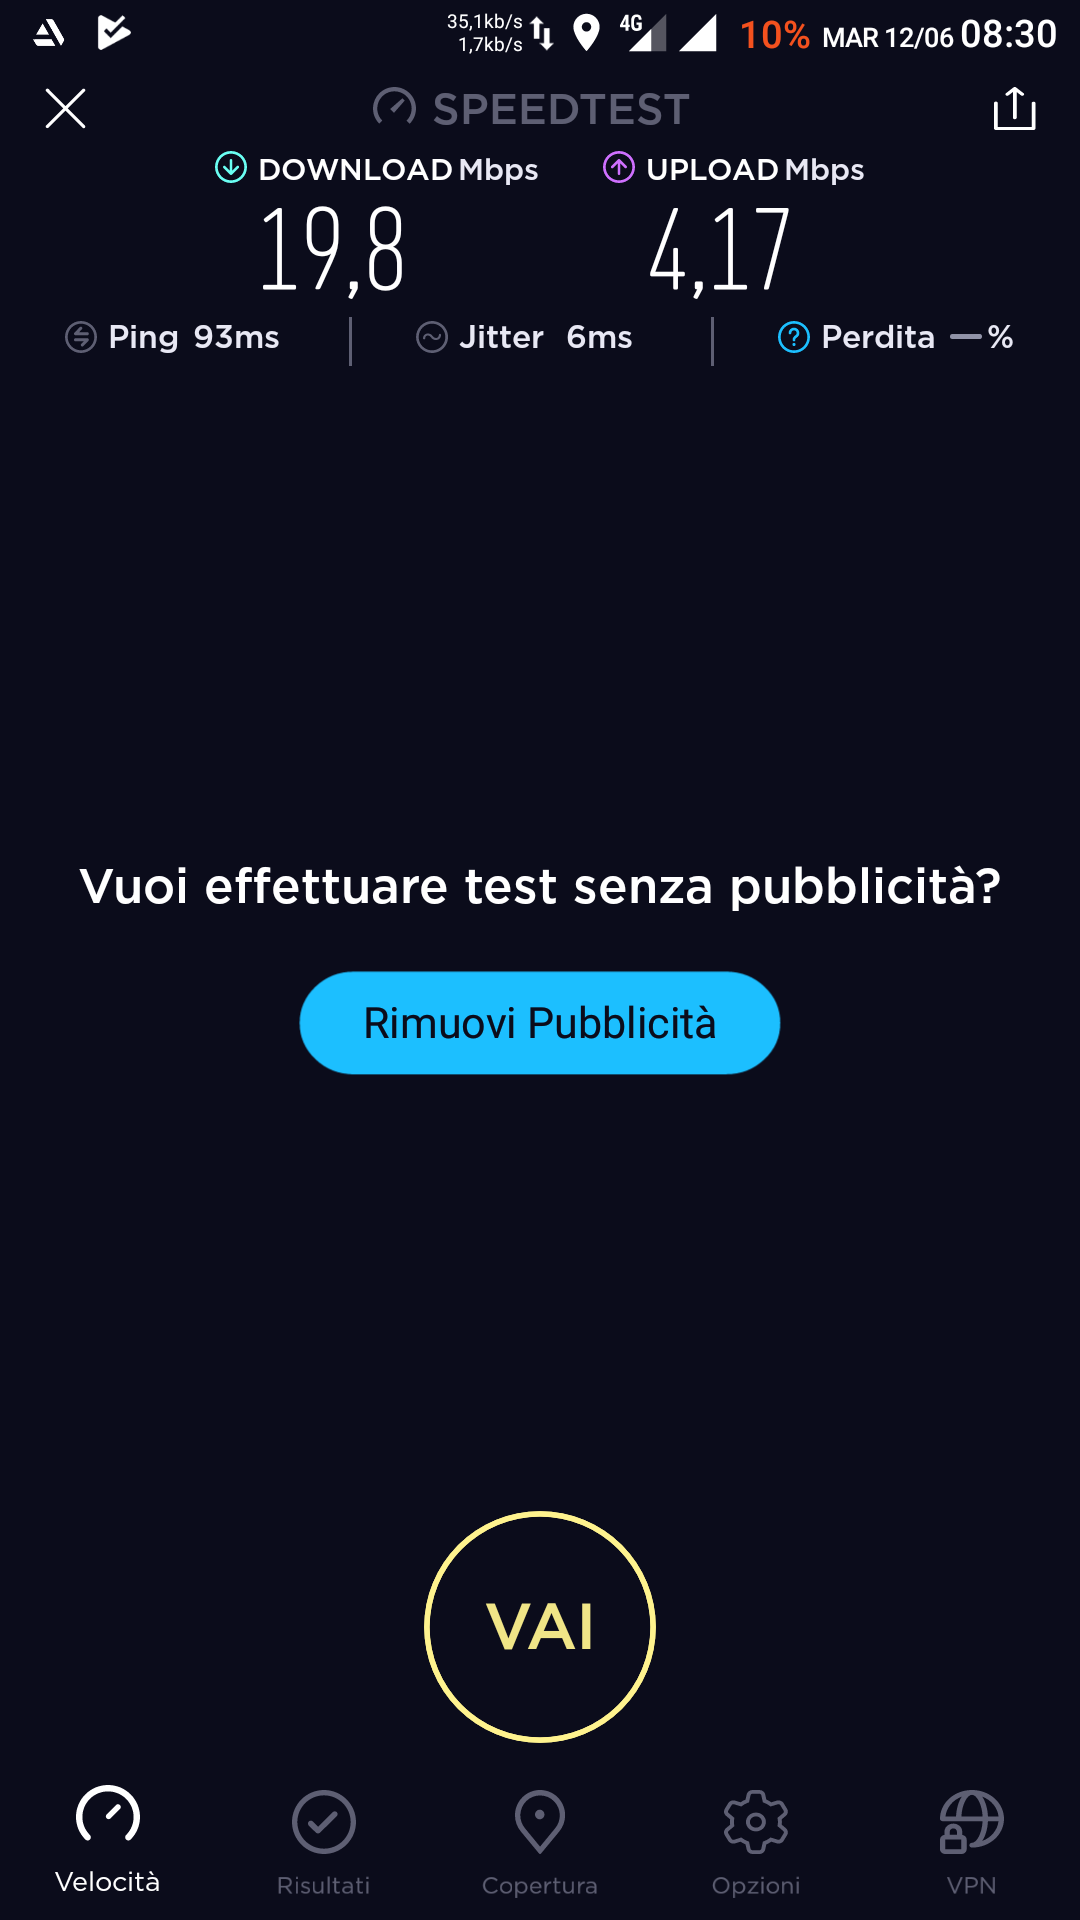 35,1kb/s
1,7kb/s
4G
10% MAR 12/06 08:30
SPEEDTEST
DOWNLOAD Mbps UPLOAD Mbps
19,8 4,17
Ping 93ms Jitter 6ms Perdita —%
Vuoi effettuare test senza pubblicità?
Rimuovi Pubblicità
VAI
Velocità Risultati Copertura Opzioni VPN